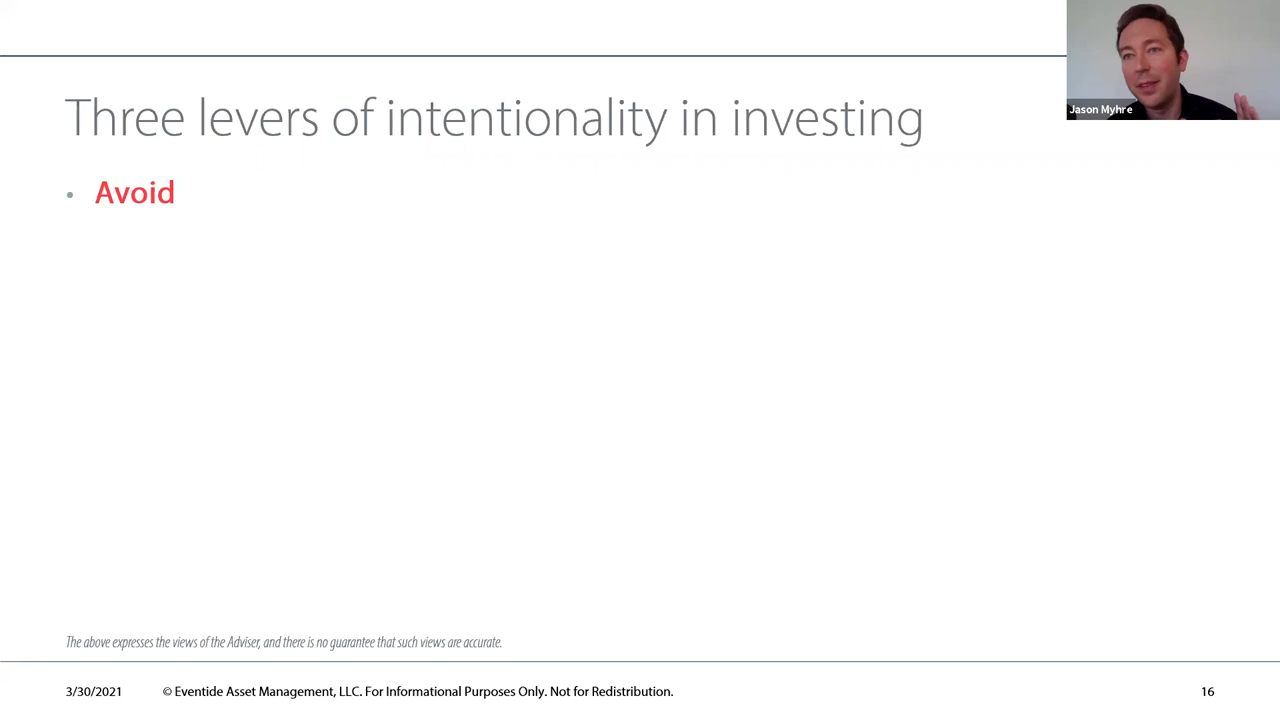 Three levers of intentionality in investing
Jason Myhre
• Avoid
The above expresses the views of the Adviser, and there is no guarantee that such views are accurate.
3/30/2021 © Eventide Asset Management, LLC. For Informational Purposes Only. Not for Redistribution. 16